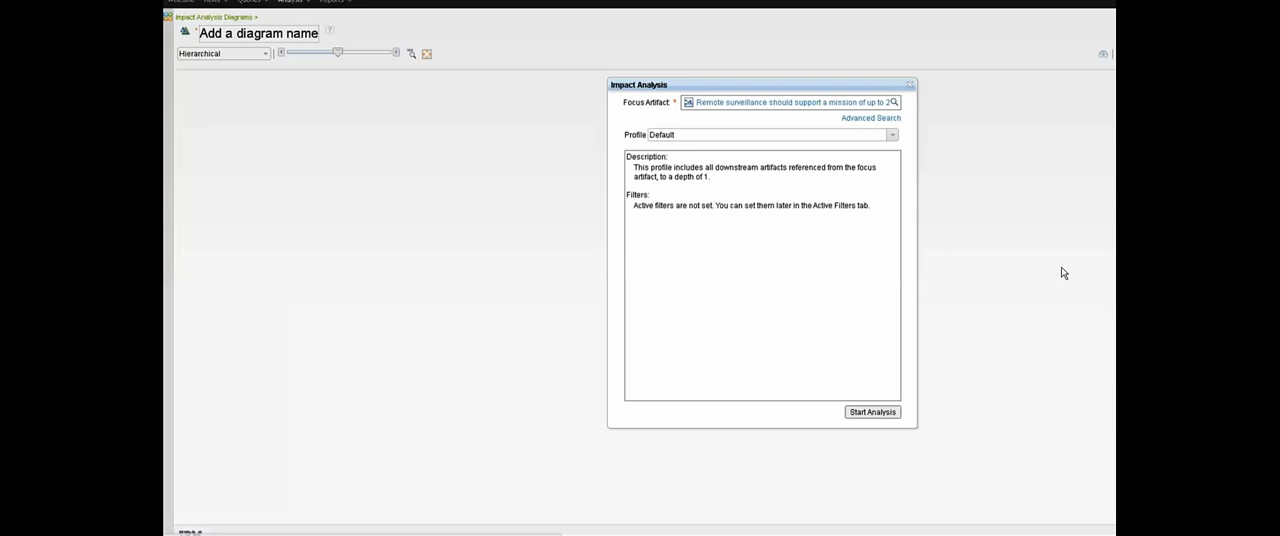 Analysis
Impact Analysis Diagrams »
* Add a diagram name ?
Hierarchical
Impact Analysis
Focus Artifact: * Remote surveillance should support a mission of up to 2
Advanced Search
Profile Default
Description:
This profile includes all downstream artifacts referenced from the focus
artifact, to a depth of 1.
Filters:
Active filters are not set. You can set them later in the Active Filters tab.
Start Analysis